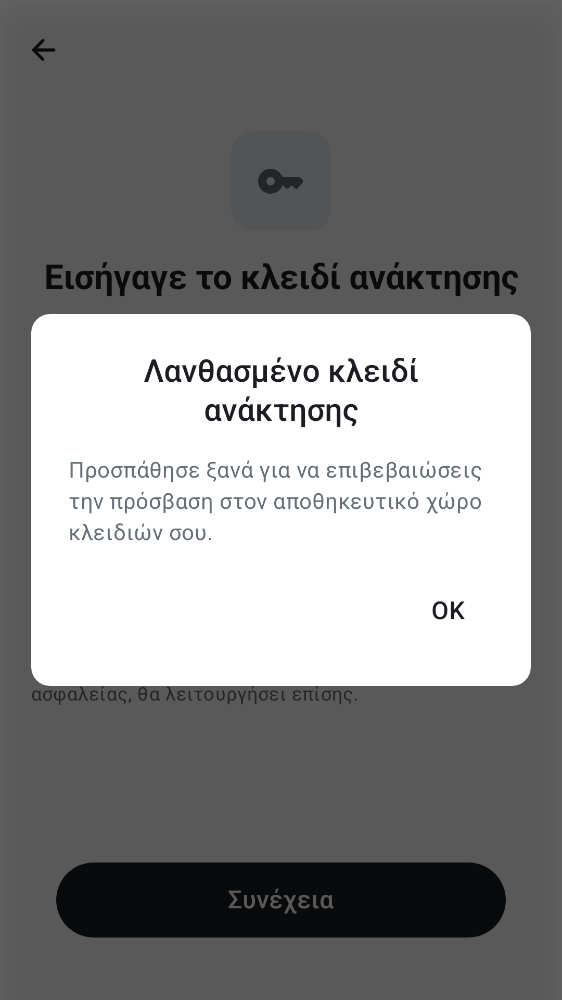 Εισήγαγε το κλειδί ανάκτησης
Λανθασμένο κλειδί
ανάκτησης
Προσπάθησε ξανά για να επιβεβαιώσεις
την πρόσβαση στον αποθηκευτικό χώρο
κλειδιών σου.
OK
ασφαλείας, θα λειτουργήσει επίσης.
Συνέχεια